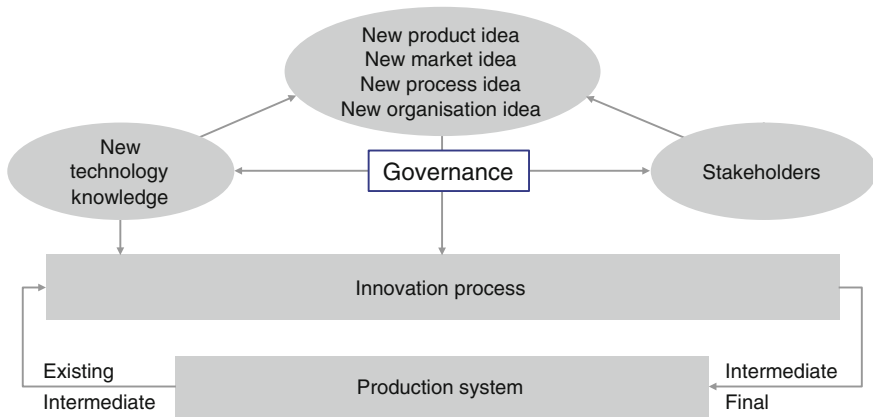 New product idea
New market idea
New process idea
New organisation idea
New
technology
knowledge
Governance
Stakeholders
Innovation process
Existing
Intermediate
Production system
Intermediate
Final